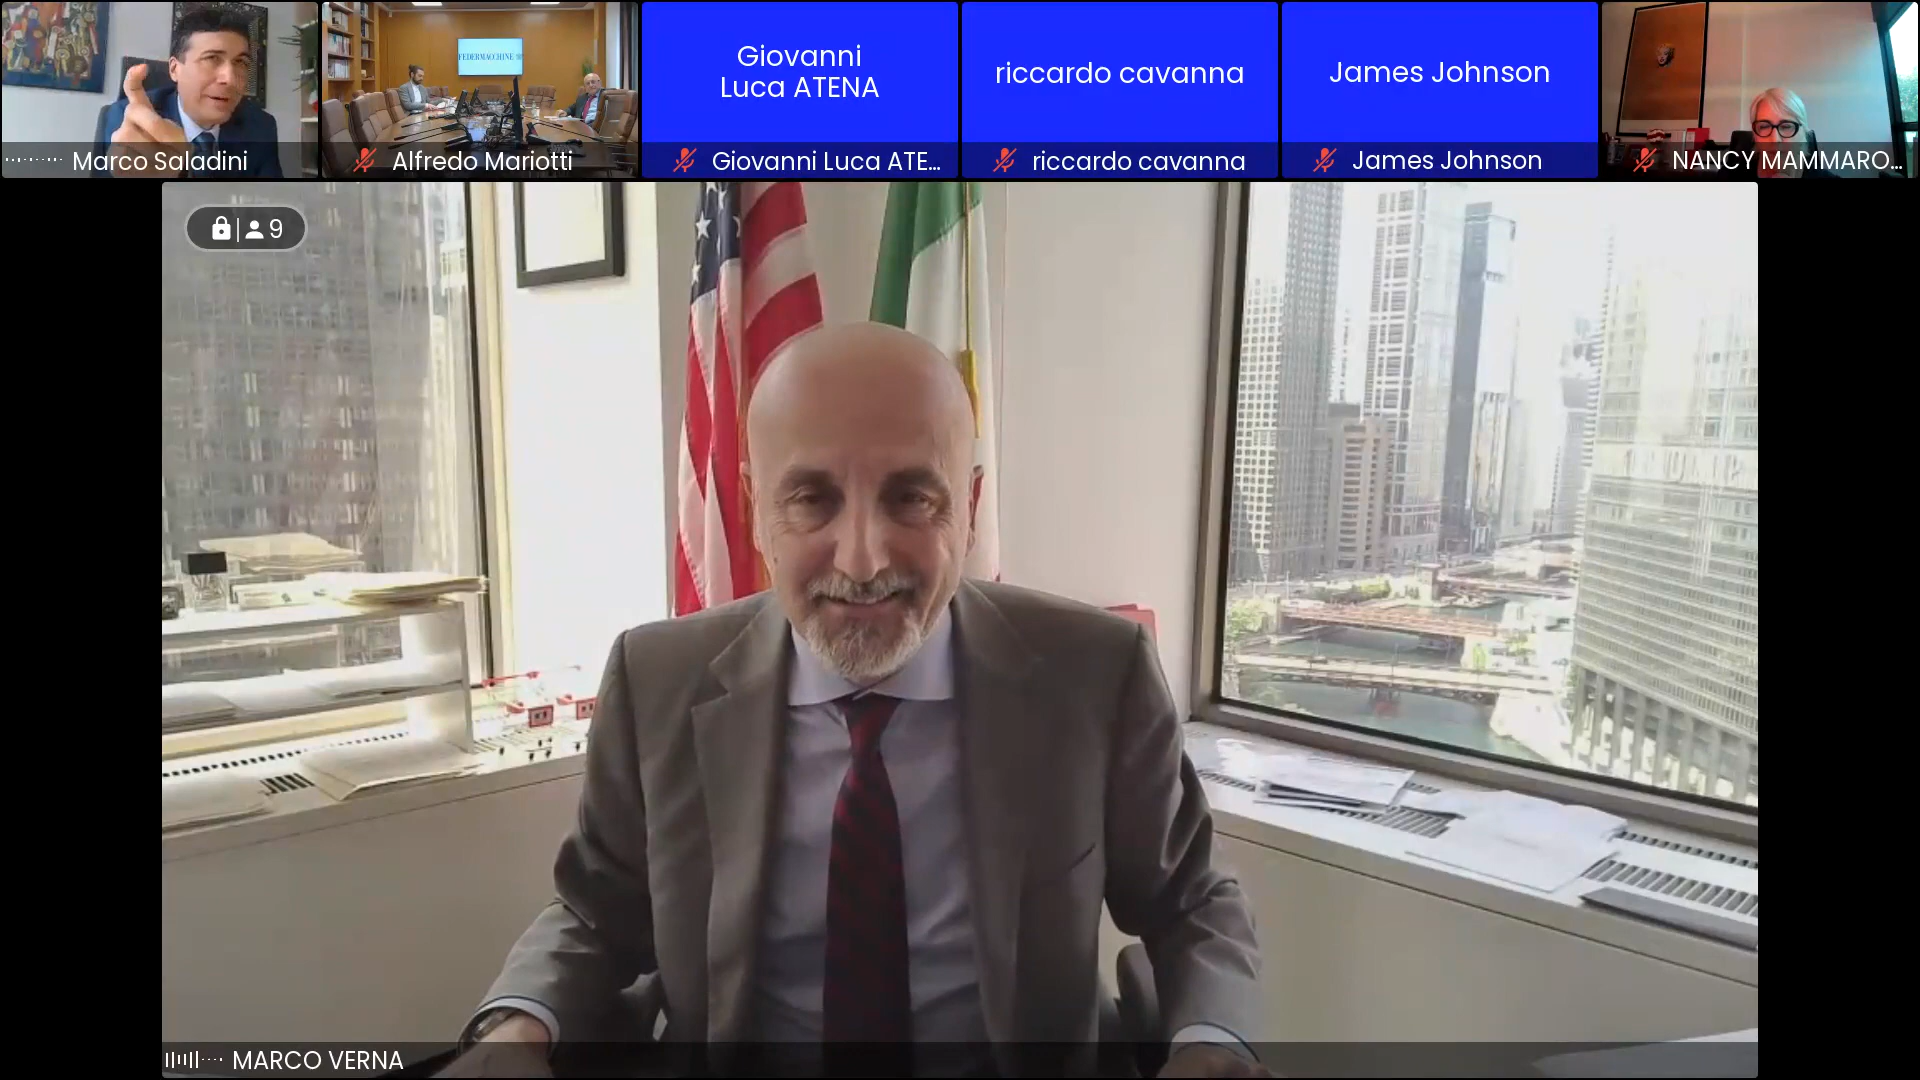 Marco Saladini
FEDERMACCHINE
Alfredo Mariotti
Giovanni
Luca ATENA
Giovanni Luca ATE...
riccardo cavanna
riccardo cavanna
James Johnson
James Johnson
NANCY MAMMARO...
9
MARCO VERNA